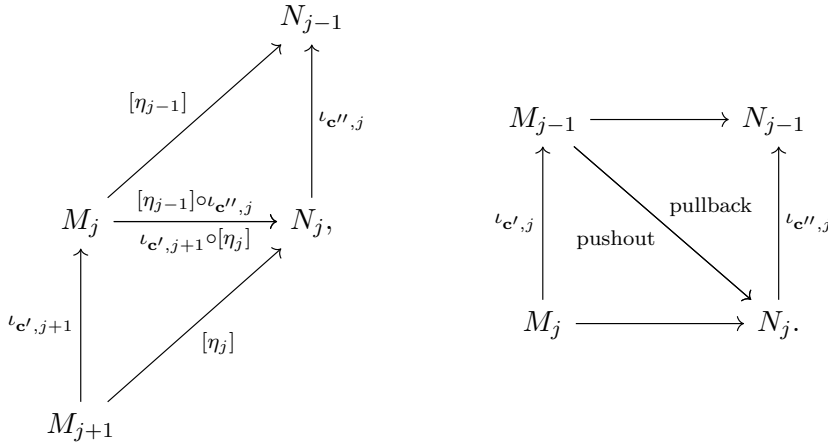 N_{j-1}
[η_{j-1}]
ι_{c'',j}
M_{j-1} N_{j-1}
[η_{j-1}]∘ι_{c'',j}
M_j N_j,
ι_{c',j+1}∘[η_j]
ι_{c',j} pullback ι_{c'',j}
pushout
ι_{c',j+1}
[η_j]
M_j N_j.
M_{j+1}